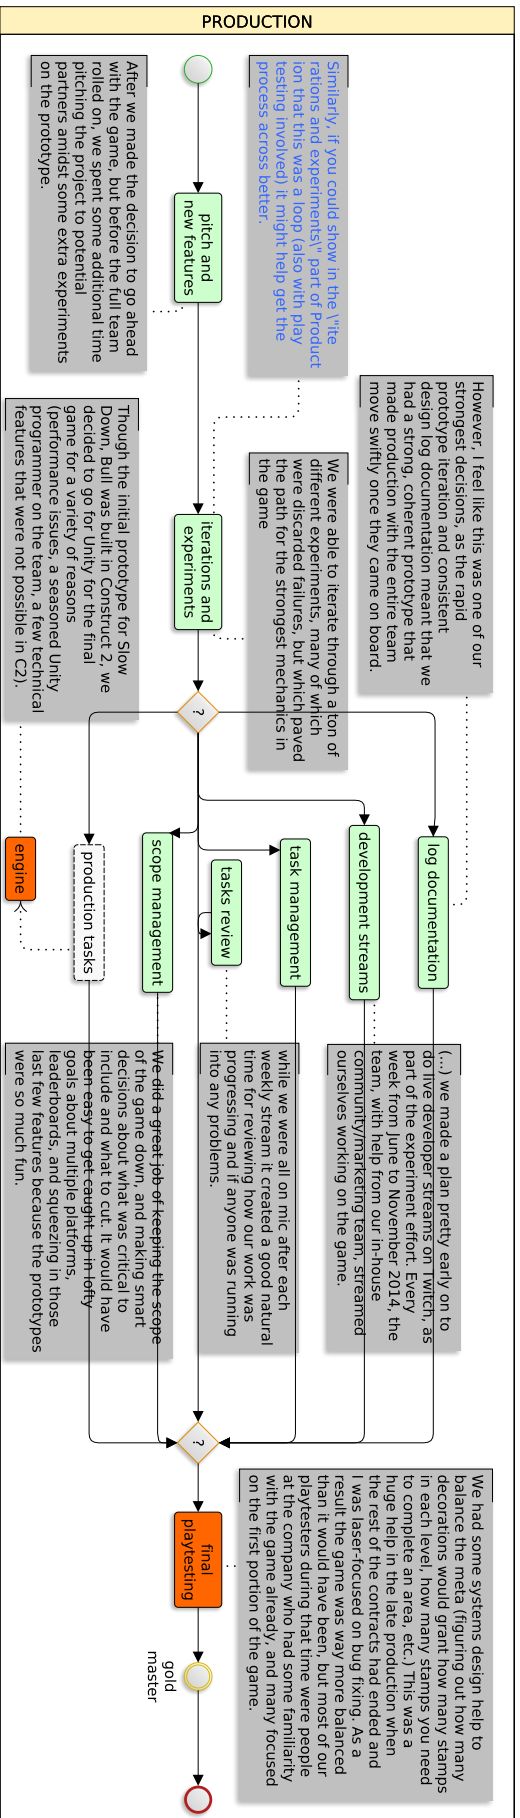 PRODUCTION
Similarly, if you could show in the \"ite
rations and experiments\" part of Product
ion that this was a loop (also with play
testing involved) it might help get the
process across better.
After we made the decision to go ahead
with the game, but before the full team
rolled on, we spent some additional time
pitching the project to potential
partners amidst some extra experiments
on the prototype.
pitch and
new features
However, I feel like this was one of our
strongest decisions, as the rapid
prototype iteration and consistent
design log documentation meant that we
had a strong, coherent prototype that
made production with the entire team
move swiftly once they came on board.
We were able to iterate through a ton of
different experiments, many of which
were discarded failures, but which paved
the path for the strongest mechanics in
the game
iterations and
experiments
Though the initial prototype for Slow
Down, Bull was built in Construct 2, we
decided to go for Unity for the final
game for a variety of reasons
(performance issues, a seasoned Unity
programmer on the team, a few technical
features that were not possible in C2).
?
log documentation
development streams
task management
tasks review
scope management
production tasks
engine
(...) we made a plan pretty early on to
do live developer streams on Twitch, as
part of the experiment effort. Every
week from June to November 2014, the
team, with help from our in-house
community/marketing team, streamed
ourselves working on the game.
while we were all on mic after each
weekly stream it created a good natural
time for reviewing how our work was
progressing and if anyone was running
into any problems.
We did a great job of keeping the scope
of the game down, and making smart
decisions about what was critical to
include and what to cut. It would have
been easy to get caught up in lofty
goals about multiple platforms,
leaderboards, and squeezing in those
last few features because the prototypes
were so much fun.
?
We had some systems design help to
balance the meta (figuring out how many
decorations would grant how many stamps
in each level, how many stamps you need
to complete an area, etc.) This was a
huge help in the late production when
the rest of the contracts had ended and
I was laser-focused on bug fixing. As a
result the game was way more balanced
than it would have been, but most of our
playtesters during that time were people
at the company who had some familiarity
with the game already, and many focused
on the first portion of the game.
final
playtesting
gold
master